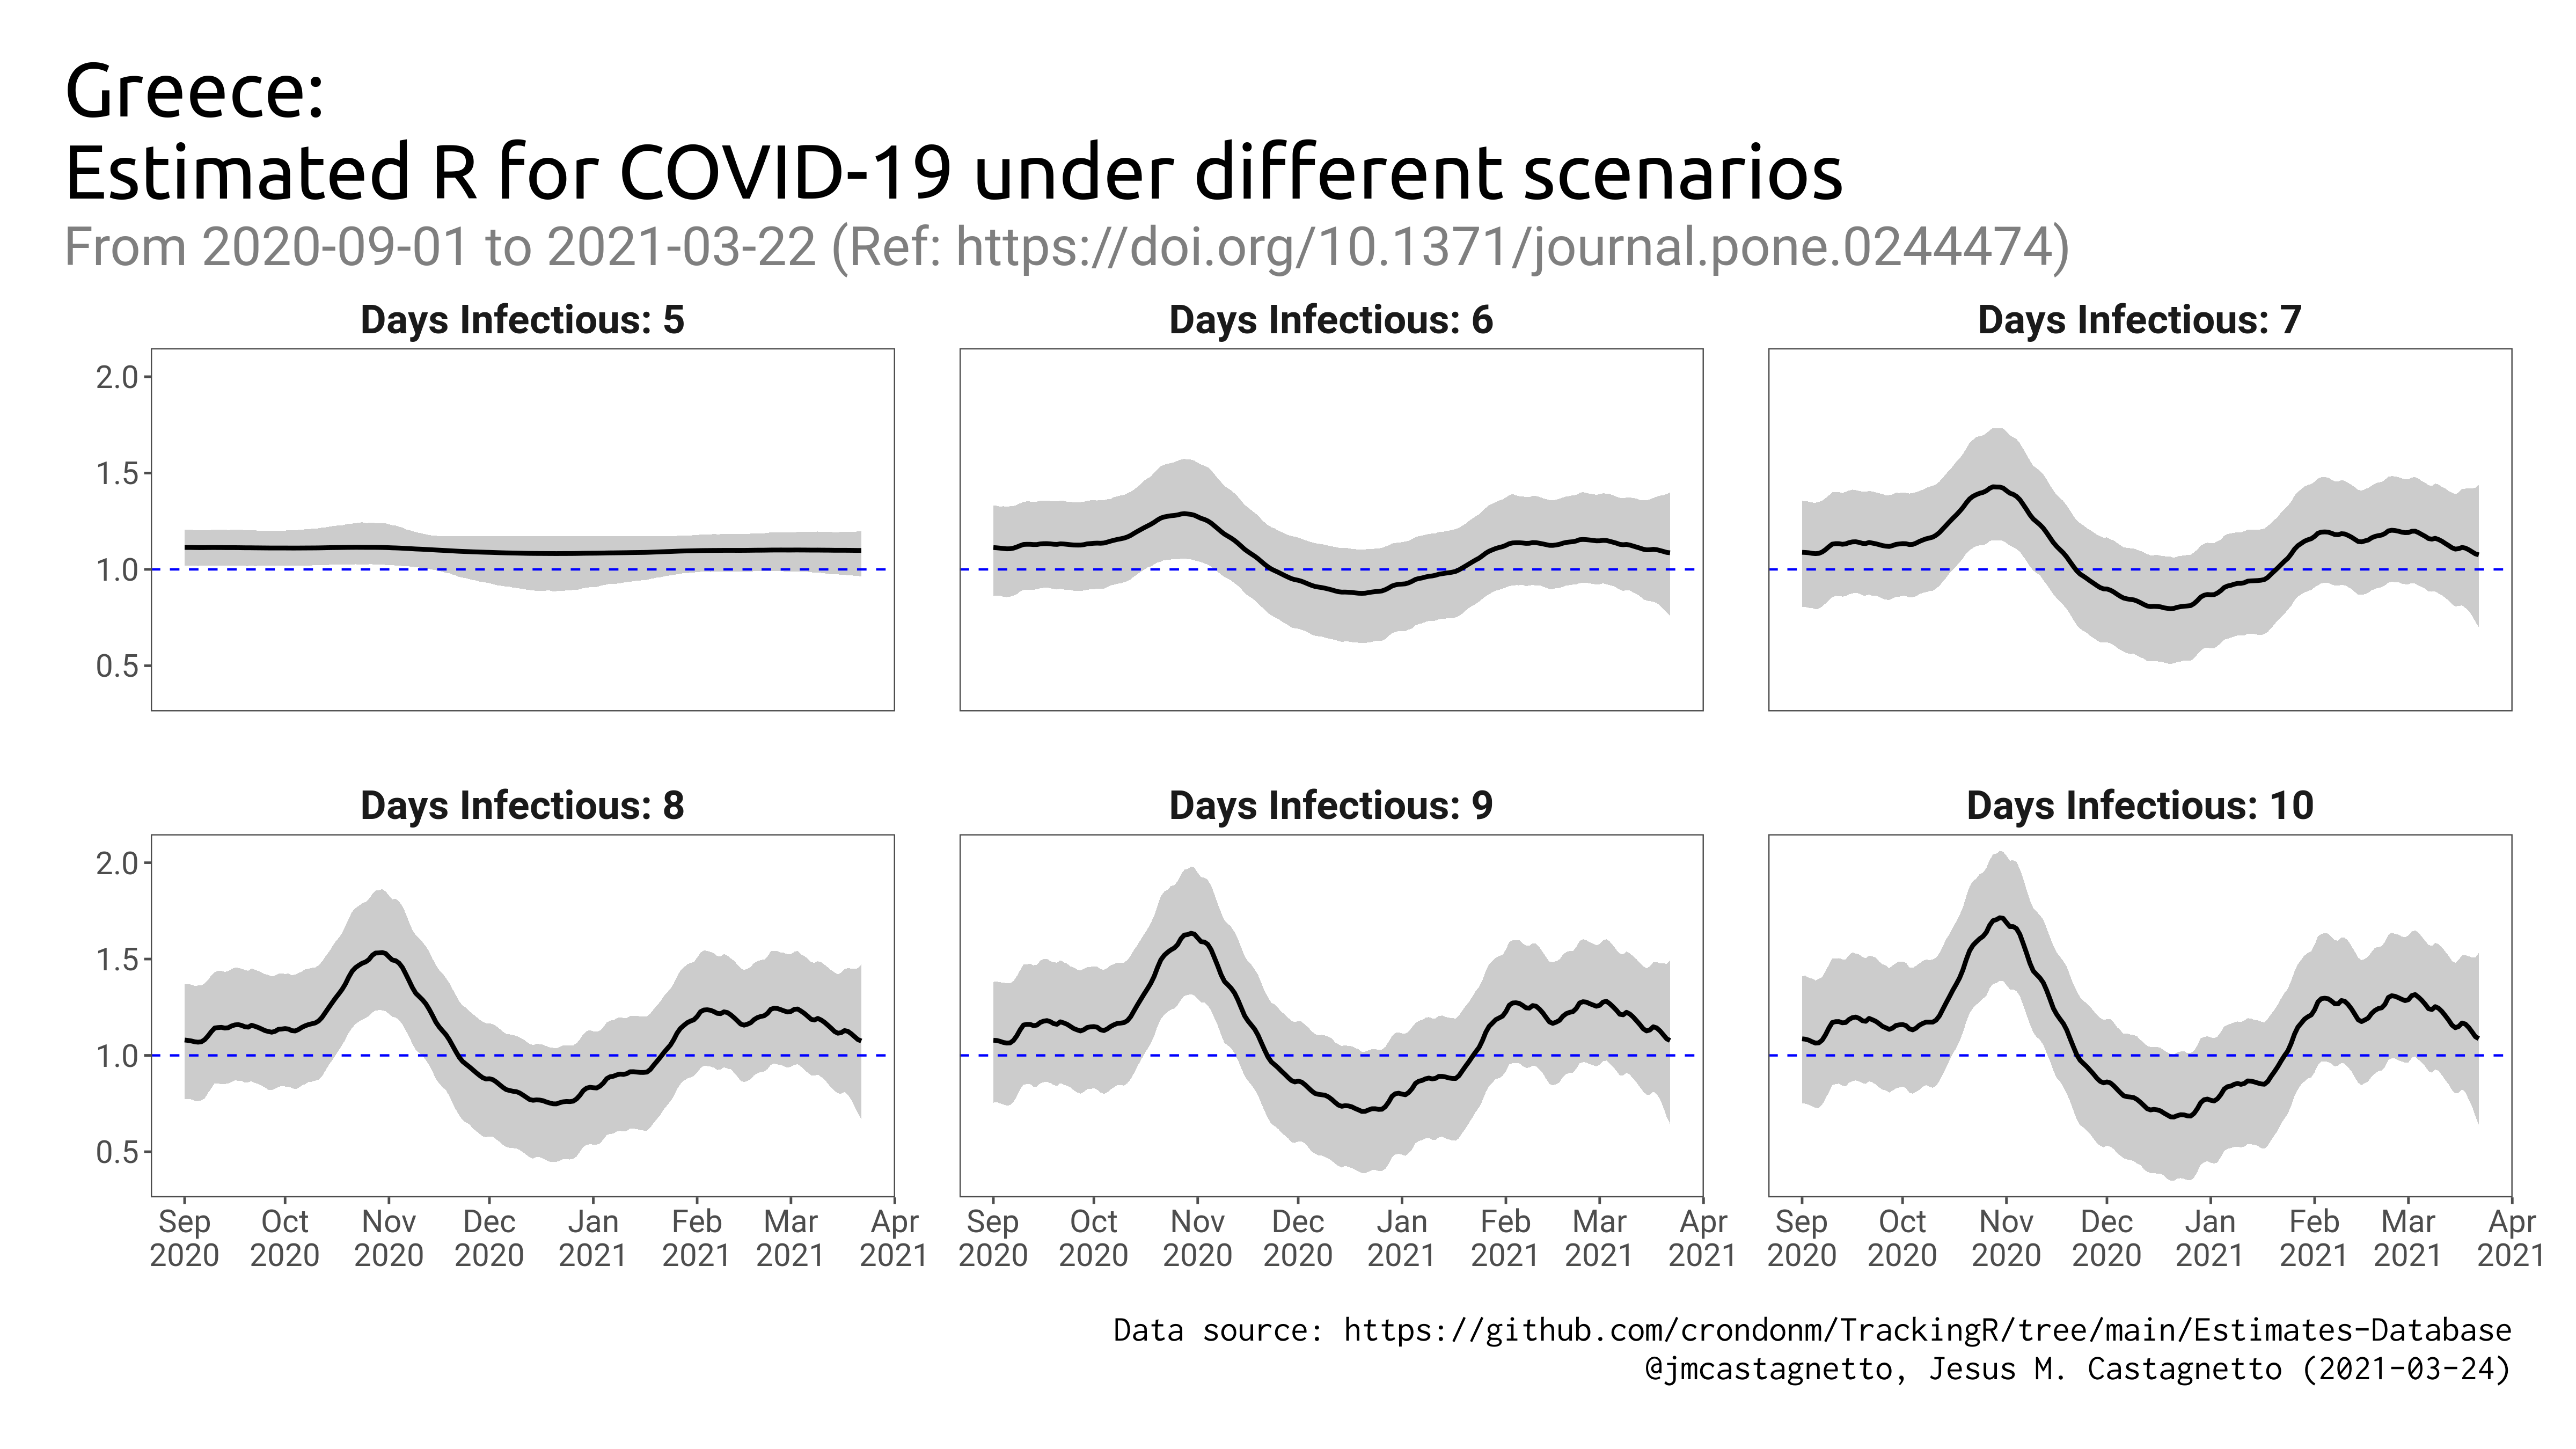 Greece:
Estimated R for COVID-19 under different scenarios
From 2020-09-01 to 2021-03-22 (Ref: https://doi.org/10.1371/journal.pone.0244474)
Days Infectious: 5
Days Infectious: 6
Days Infectious: 7
2.0
1.5
1.0
0.5
Days Infectious: 8
Days Infectious: 9
Days Infectious: 10
2.0
1.5
1.0
0.5
Sep Oct Nov Dec Jan Feb Mar Apr
2020 2020 2020 2020 2021 2021 2021 2021
Sep Oct Nov Dec Jan Feb Mar Apr
2020 2020 2020 2020 2021 2021 2021 2021
Sep Oct Nov Dec Jan Feb Mar Apr
2020 2020 2020 2020 2021 2021 2021 2021
Data source: https://github.com/crondonm/TrackingR/tree/main/Estimates-Database
@jmcastagnetto, Jesus M. Castagnetto (2021-03-24)